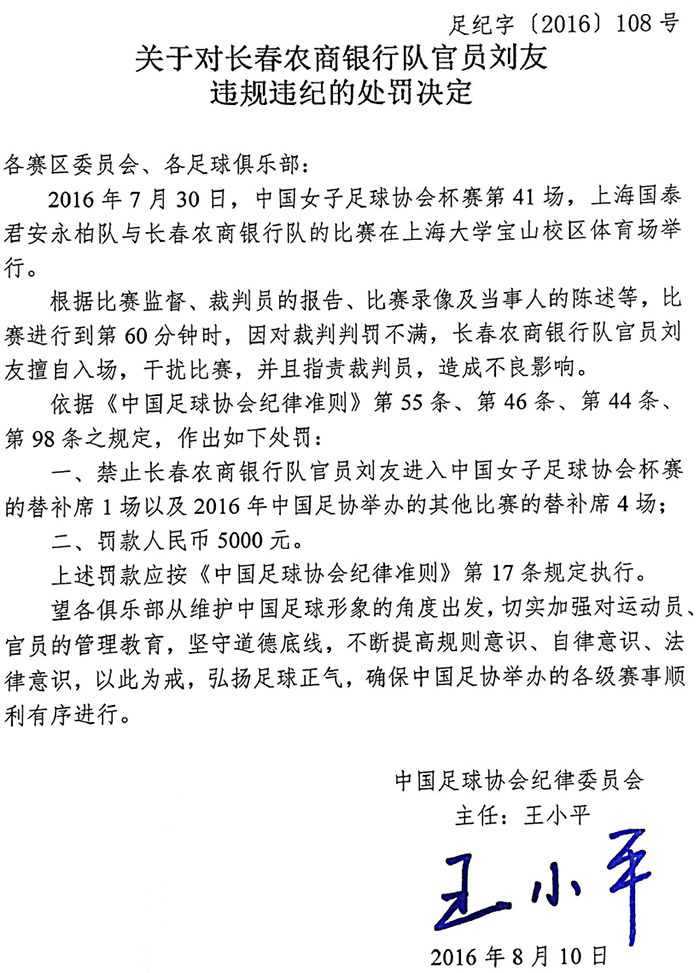 足纪字〔2016〕108 号
关于对长春农商银行队官员刘友
违规违纪的处罚决定
各赛区委员会、各足球俱乐部：
2016 年 7 月 30 日，中国女子足球协会杯赛第 41 场，上海国泰
君安永柏队与长春农商银行队的比赛在上海大学宝山校区体育场举
行。
根据比赛监督、裁判员的报告、比赛录像及当事人的陈述等，比
赛进行到第 60 分钟时，因对裁判判罚不满，长春农商银行队官员刘
友擅自入场，干扰比赛，并且指责裁判员，造成不良影响。
依据《中国足球协会纪律准则》第 55 条、第 46 条、第 44 条、
第 98 条之规定，作出如下处罚：
一、禁止长春农商银行队官员刘友进入中国女子足球协会杯赛
的替补席 1 场以及 2016 年中国足协举办的其他比赛的替补席 4 场；
二、罚款人民币 5000 元。
上述罚款应按《中国足球协会纪律准则》第 17 条规定执行。
望各俱乐部从维护中国足球形象的角度出发，切实加强对运动员、
官员的管理教育，坚守道德底线，不断提高规则意识、自律意识、法
律意识，以此为戒，弘扬足球正气，确保中国足协举办的各级赛事顺
利有序进行。
中国足球协会纪律委员会
主任：王小平
王小平
2016 年 8 月 10 日